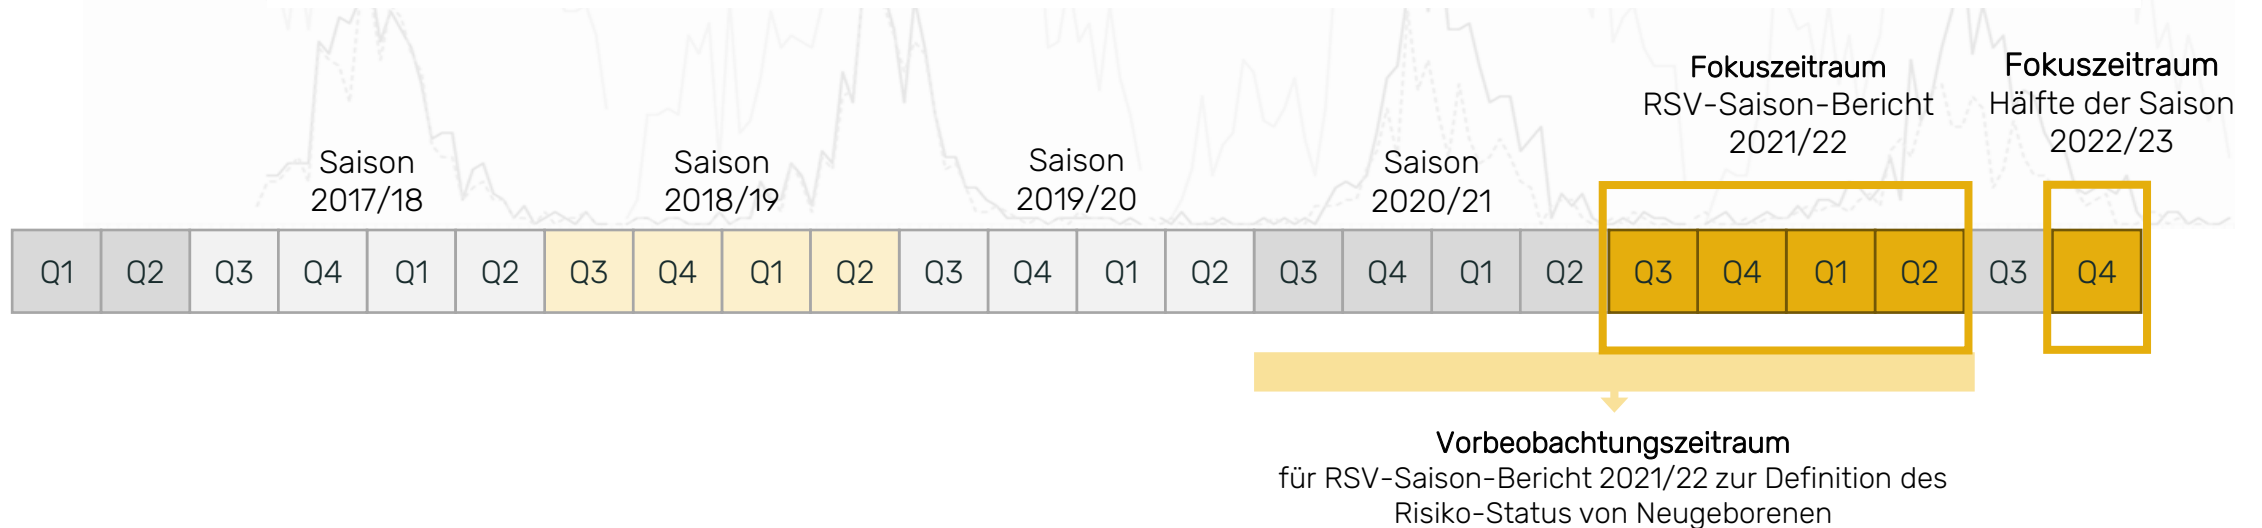 Fokuszeitraum
RSV-Saison-Bericht
2021/22
Fokuszeitraum
Hälfte der Saison
2022/23
Saison
2017/18
Saison
2018/19
Saison
2019/20
Saison
2020/21
Q1 Q2 Q3 Q4 Q1 Q2 Q3 Q4 Q1 Q2 Q3 Q4 Q1 Q2 Q3 Q4 Q1 Q2 Q3 Q4 Q1 Q2 Q3 Q4
Vorbeobachtungszeitraum
für RSV-Saison-Bericht 2021/22 zur Definition des
Risiko-Status von Neugeborenen